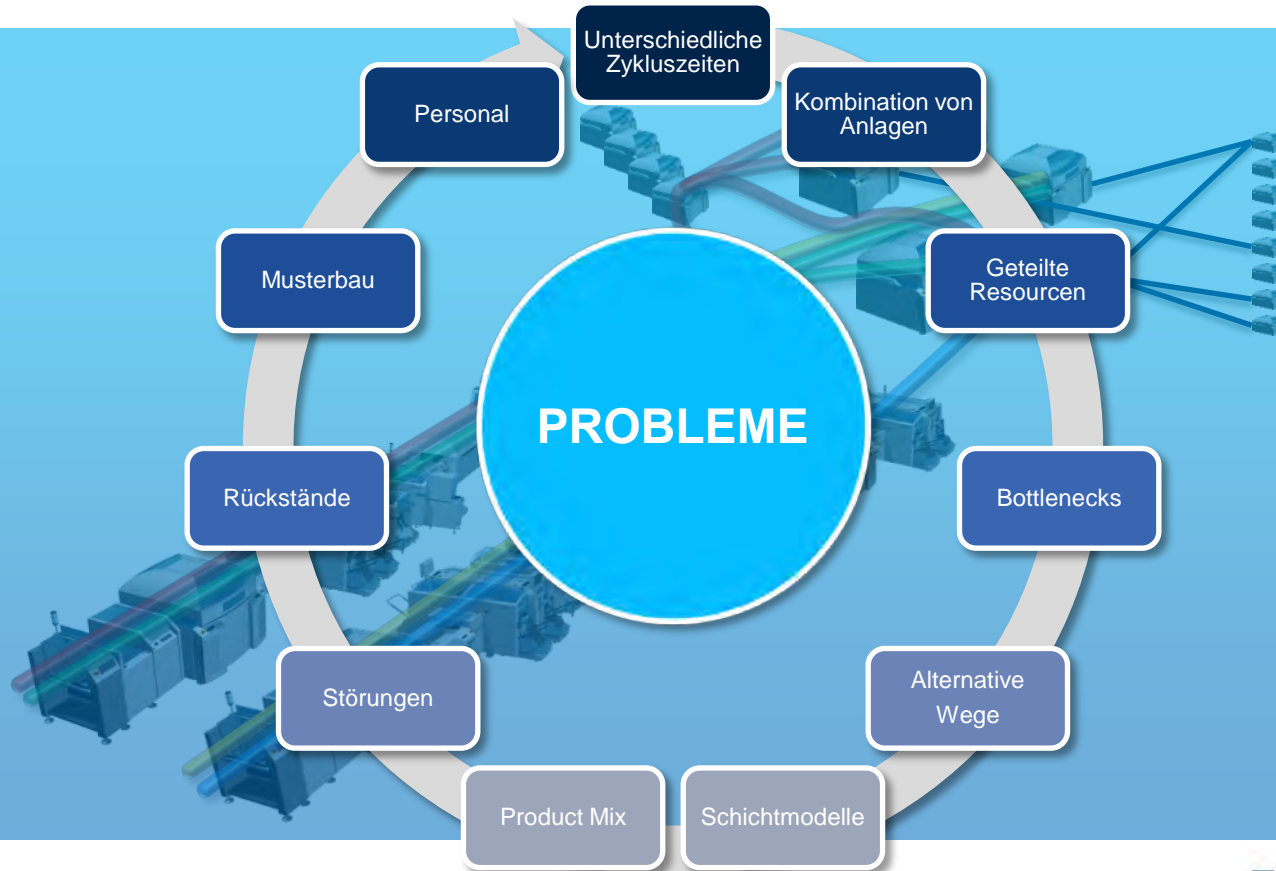 Unterschiedliche
Zykluszeiten
Kombination von
Anlagen
Geteilte
Resourcen
Bottlenecks
Alternative
Wege
Schichtmodelle
Product Mix
Störungen
Rückstände
Musterbau
Personal
PROBLEME